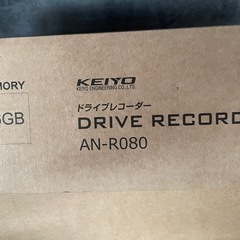 MORY
GB
KEIYO
KEIYO ENGINEERING CO.,LTD.
ドライブレコーダー
DRIVE RECORD
AN-R080